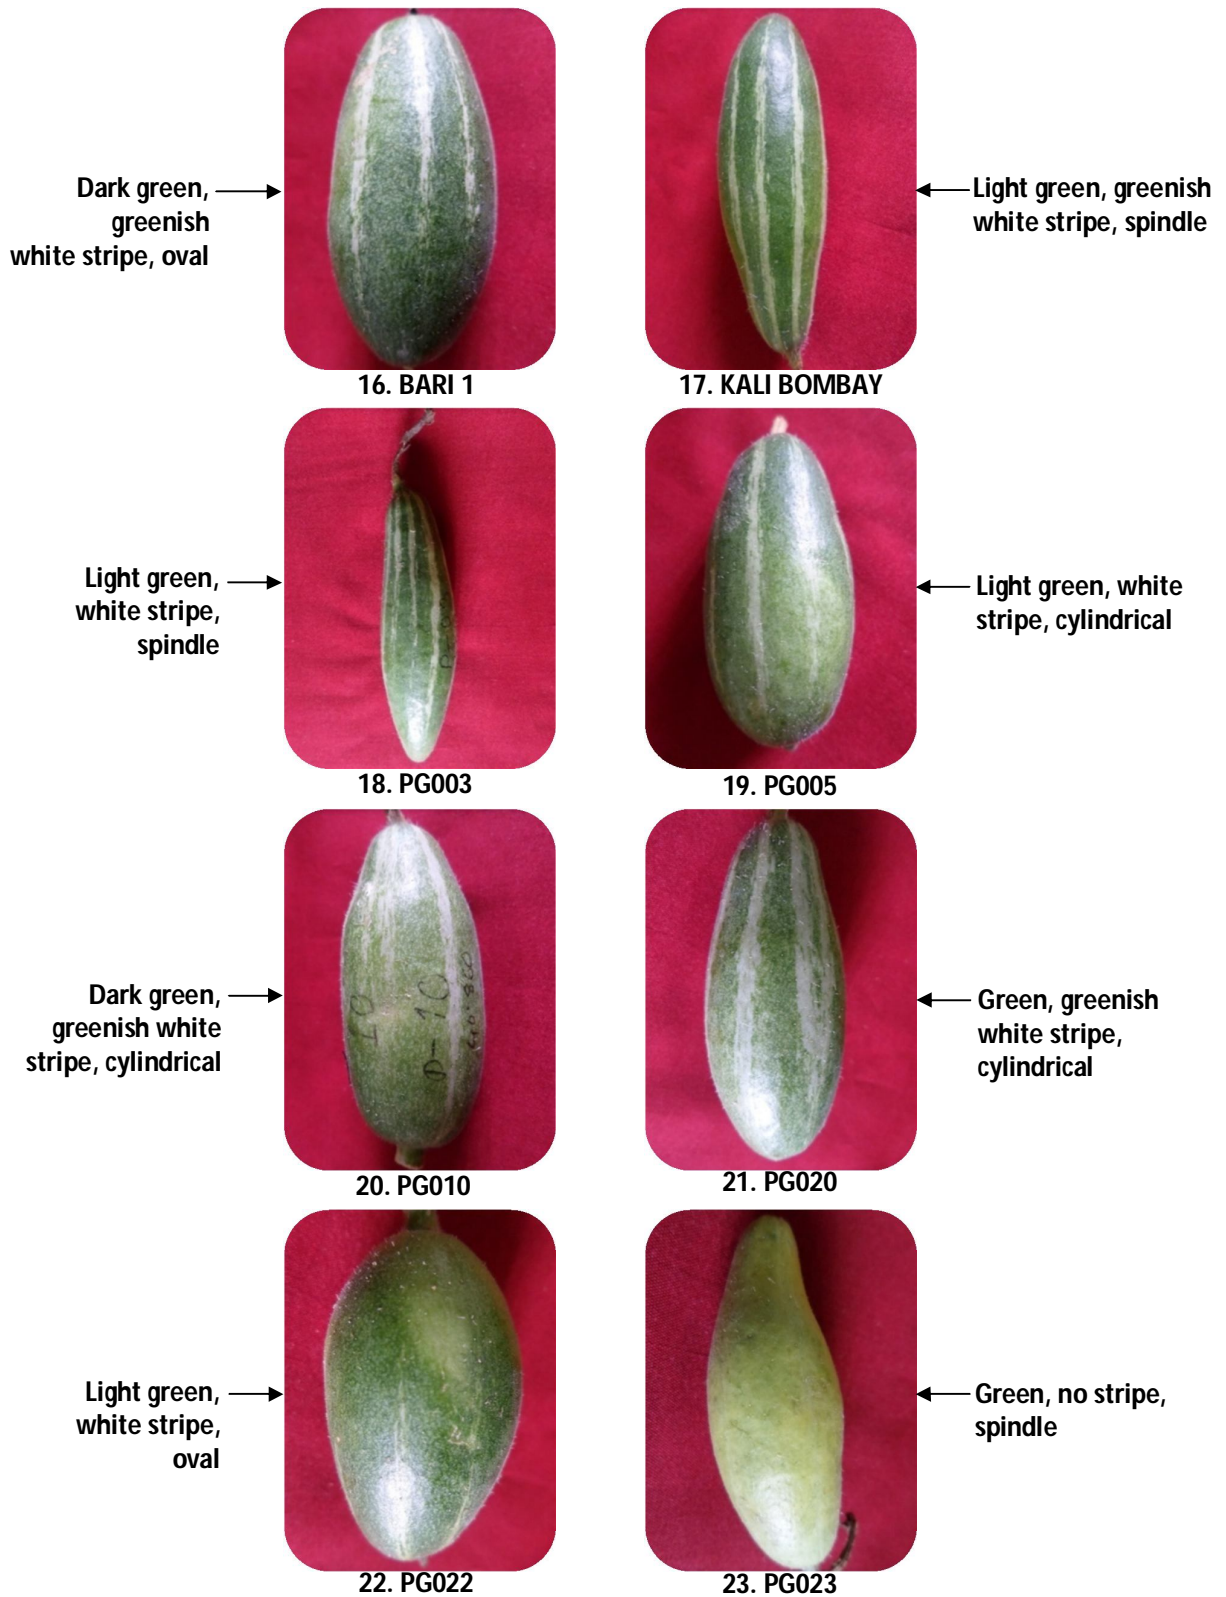 Dark green,
greenish
white stripe, oval
16. BARI 1
Light green, greenish
white stripe, spindle
17. KALI BOMBAY
Light green,
white stripe,
spindle
18. PG003
Light green, white
stripe, cylindrical
19. PG005
Dark green,
greenish white
stripe, cylindrical
10
P-10
20. PG010
Green, greenish
white stripe,
cylindrical
21. PG020
Light green,
white stripe,
oval
22. PG022
Green, no stripe,
spindle
23. PG023